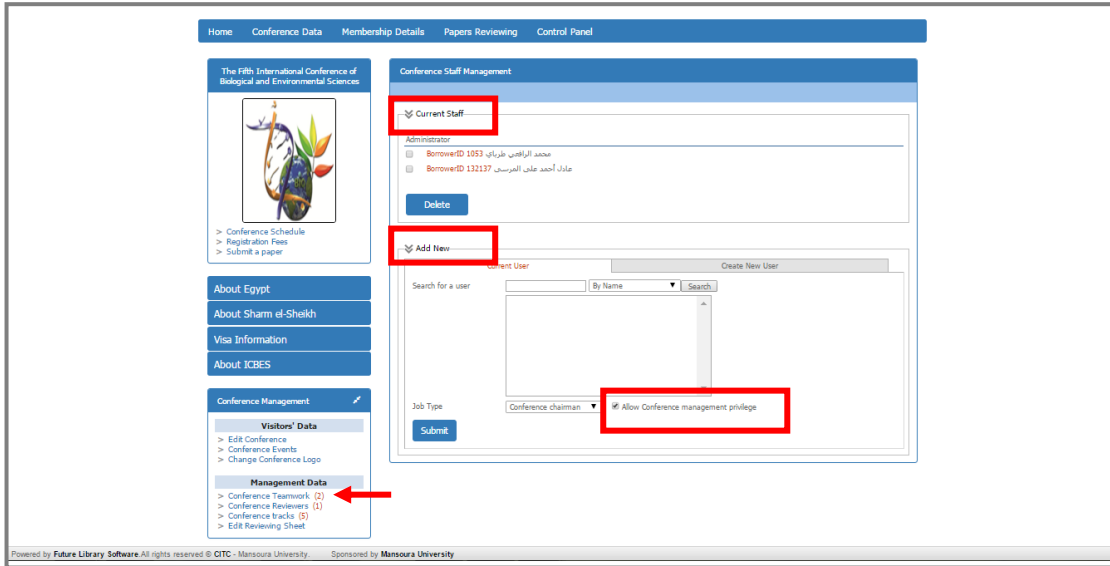 Home Conference Data Membership Details Papers Reviewing Control Panel
The Fifth International Conference of
Biological and Environmental Sciences
> Conference Schedule
> Registration Fees
> Submit a paper
About Egypt
About Sharm el-Sheikh
Visa Information
About ICBES
Conference Management
Visitors' Data
> Edit Conference
> Conference Events
> Change Conference Logo
Management Data
> Conference Teamwork (2)
> Conference Reviewers (1)
> Conference tracks (5)
> Edit Reviewing Sheet
Conference Staff Management
Current Staff
Administrator
BorrowerID 1053 محمد الرافعي طرباي
BorrowerID 132137 عادل أحمد على المرسى
Delete
Add New
Current User Create New User
Search for a user By Name Search
Job Type Conference chairman Allow Conference management privilege
Submit
Powered by Future Library Software.All rights reserved © CITC - Mansoura University. Sponsored by Mansoura University